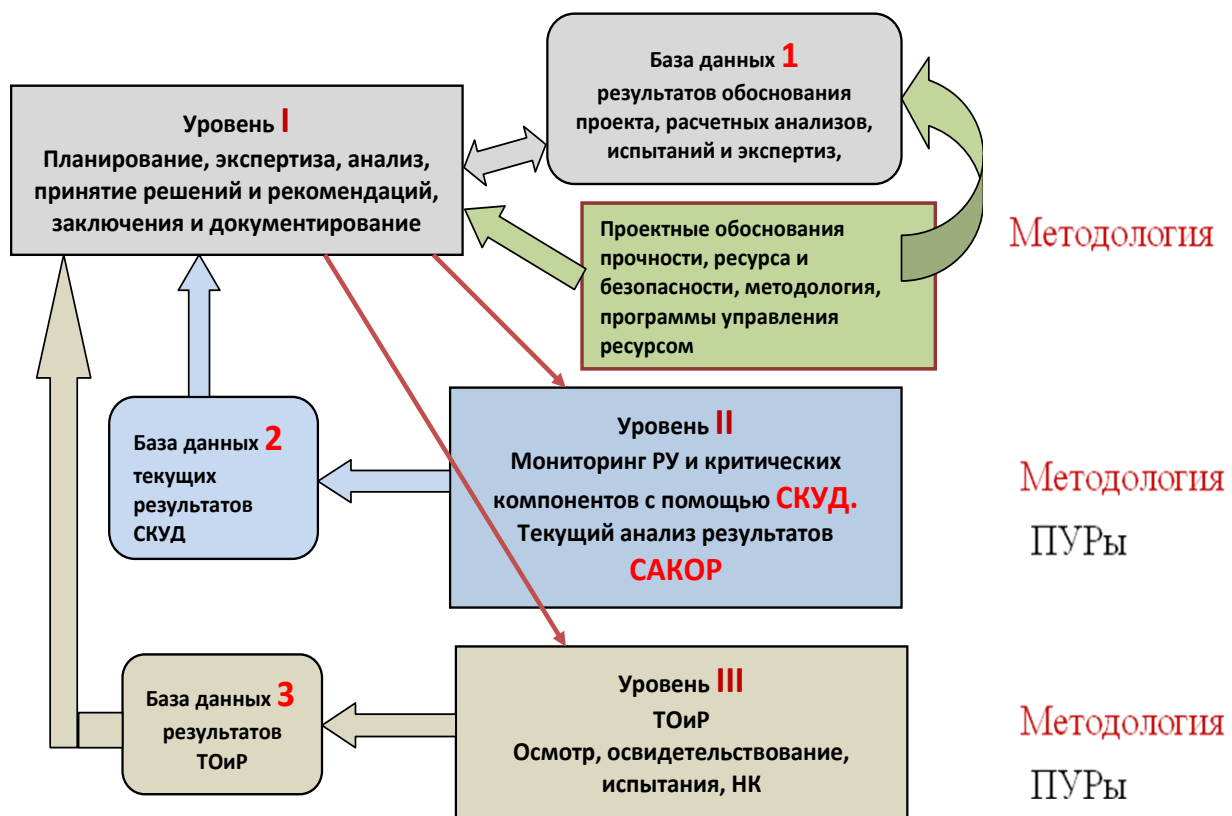 База данных 1
результатов обоснования
проекта, расчетных анализов,
испытаний и экспертиз,
Уровень I
Планирование, экспертиза, анализ,
принятие решений и рекомендаций,
заключения и документирование
Проектные обоснования
прочности, ресурса и
безопасности, методология,
программы управления
ресурсом
Методология
База данных 2
текущих
результатов
СКУД
Уровень II
Мониторинг РУ и критических
компонентов с помощью СКУД.
Текущий анализ результатов
САКОР
Методология
ПУРы
База данных 3
результатов
ТОиР
Уровень III
ТОиР
Осмотр, освидетельствование,
испытания, НК
Методология
ПУРы